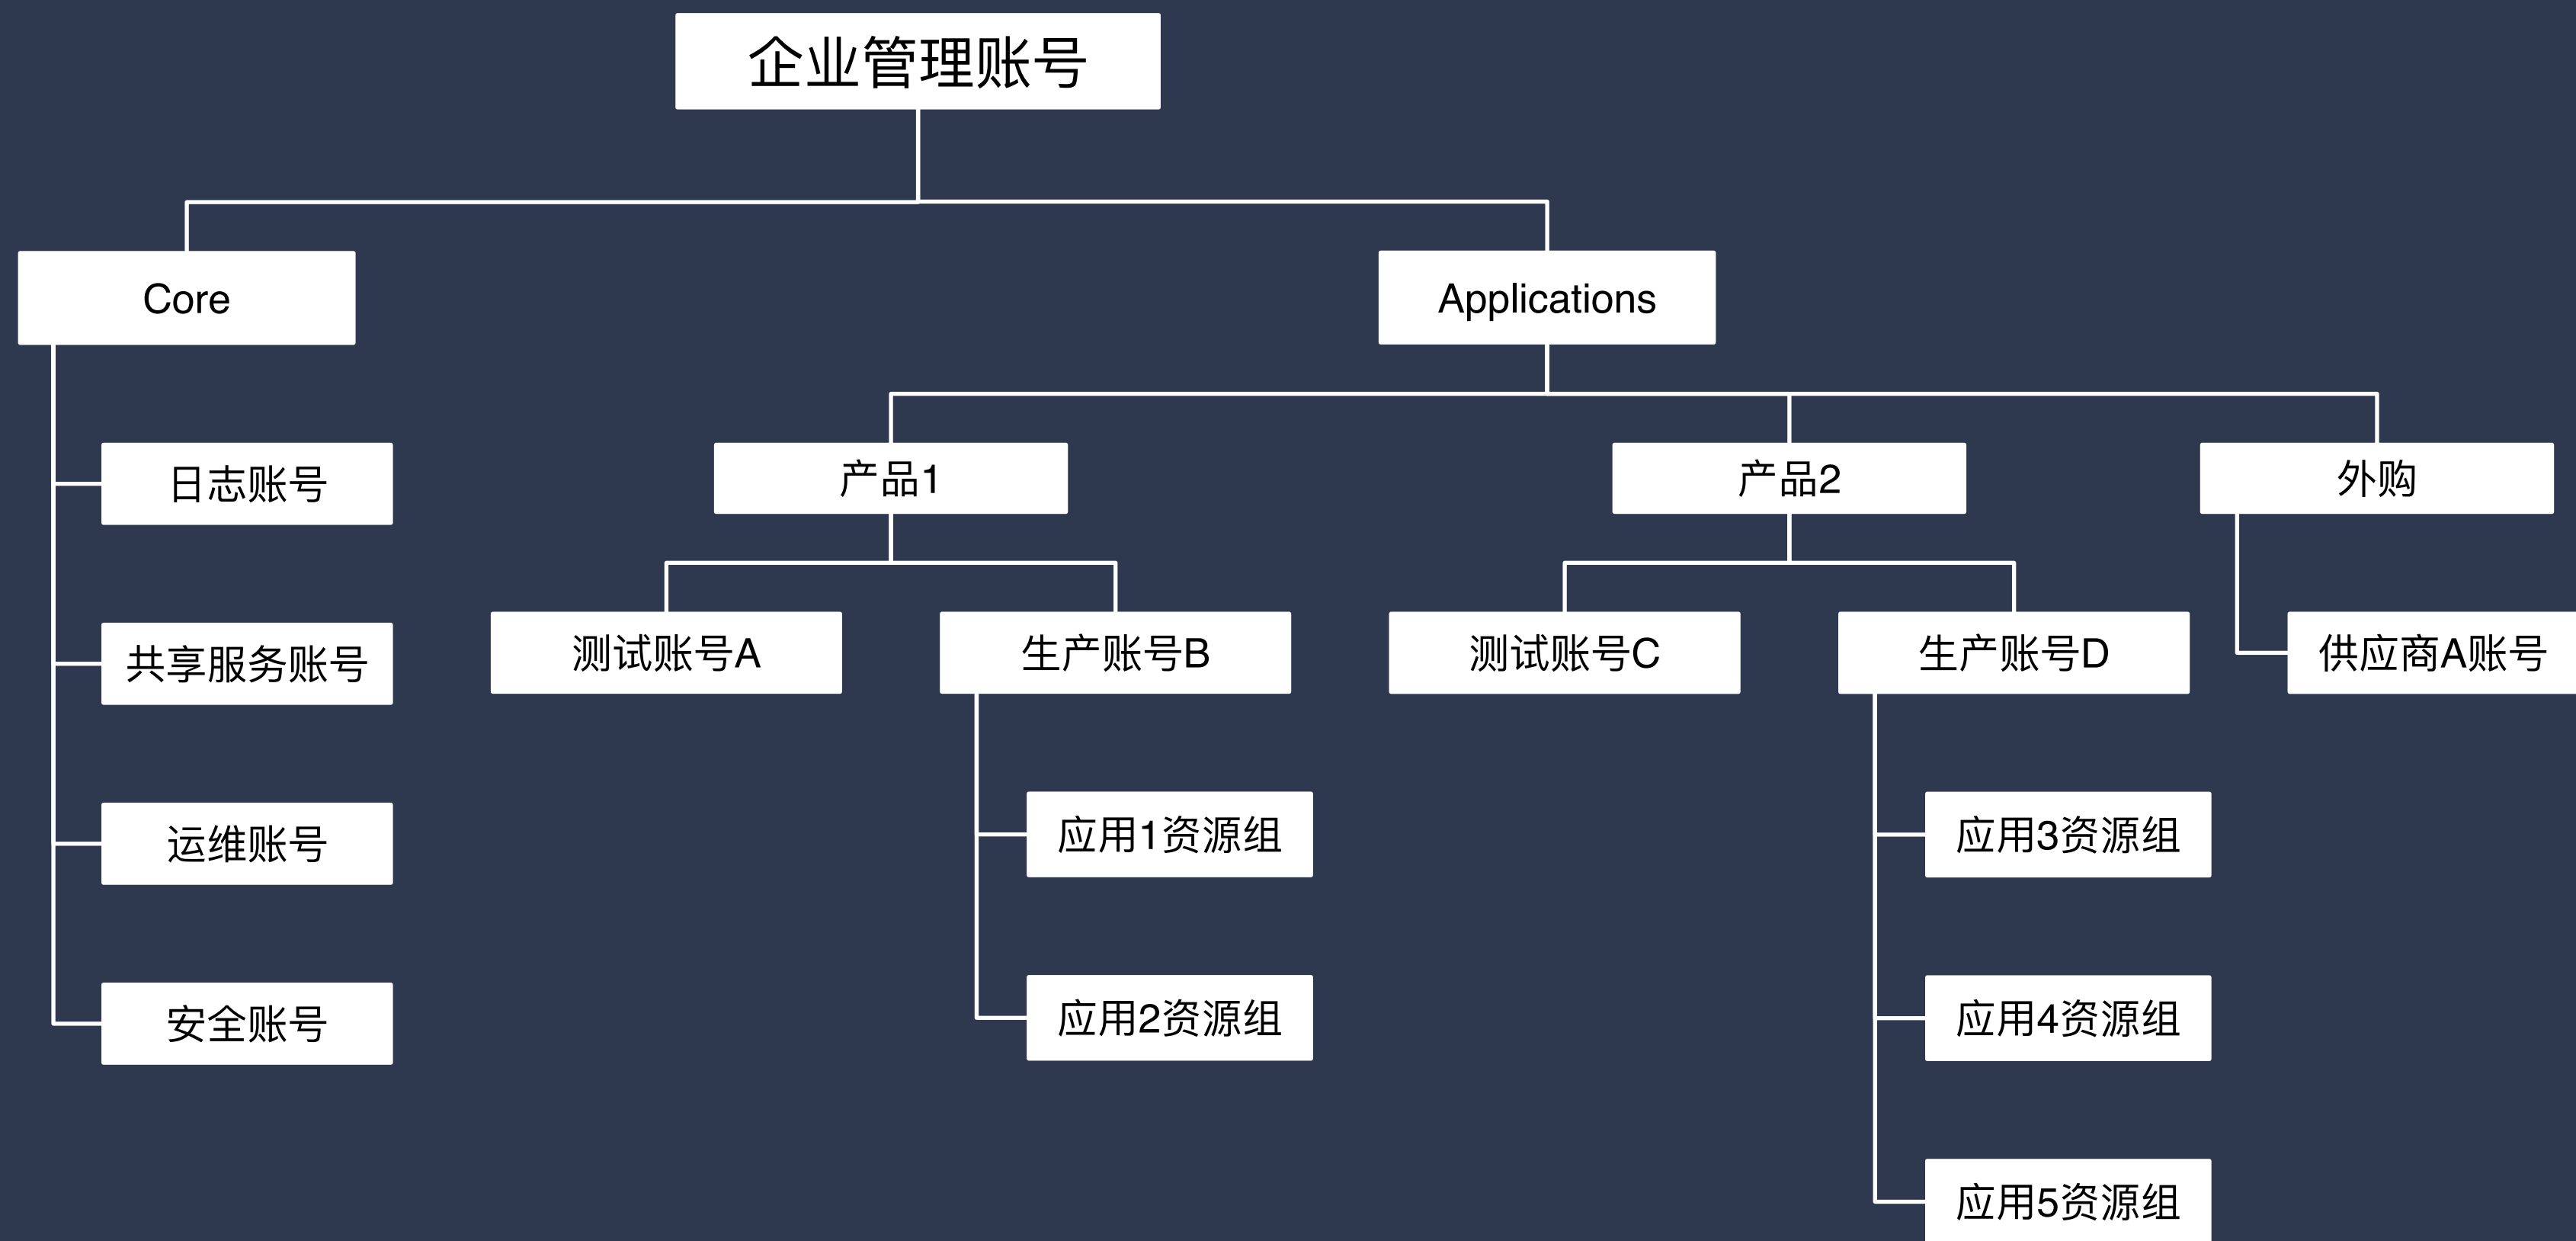 企业管理账号
Core
Applications
日志账号
产品1
产品2
外购
共享服务账号
测试账号A
生产账号B
测试账号C
生产账号D
供应商A账号
运维账号
应用1资源组
应用3资源组
安全账号
应用2资源组
应用4资源组
应用5资源组